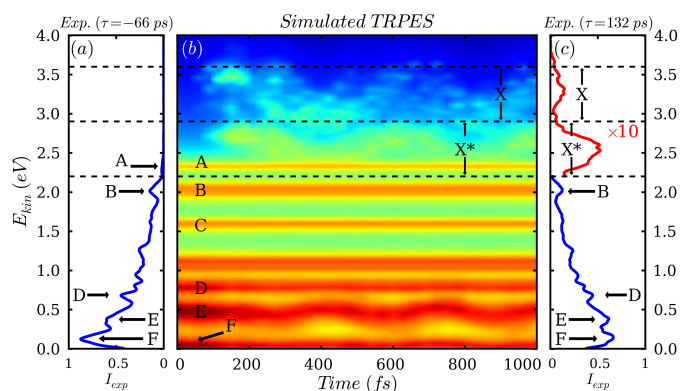 Exp. (τ=−66 ps) Simulated TRPES Exp. (τ=132 ps)
(a) (b) (c)
4.0
3.5
3.0
2.5
2.0
1.5
1.0
0.5
0.0
E_kin (eV)
X X
×10
X* X*
A A
B B B
C
D D D
E E E
F F F
1 0.5 0 200 400 600 800 1000 0 0.5 1
I_exp Time (fs) I_exp